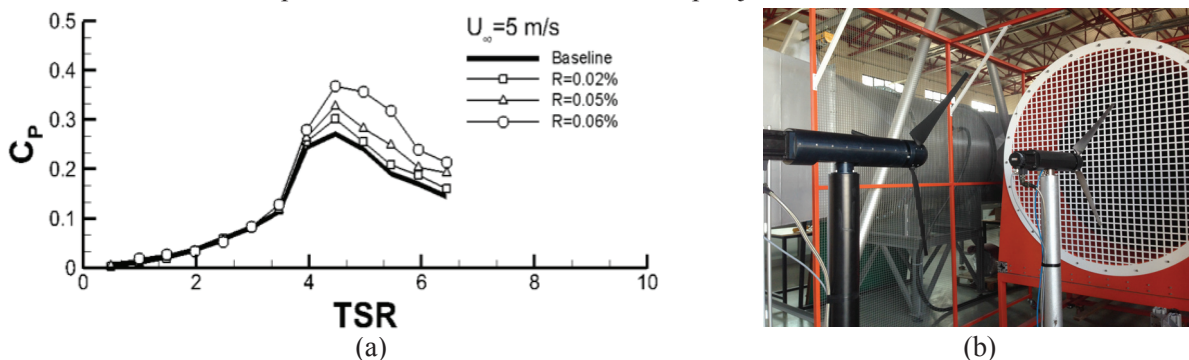 0.5
0.4
0.3
0.2
0.1
0
C_P
0 2 4 6 8 10
TSR
U∞=5 m/s
Baseline
R=0.02%
R=0.05%
R=0.06%
(a)
(b)